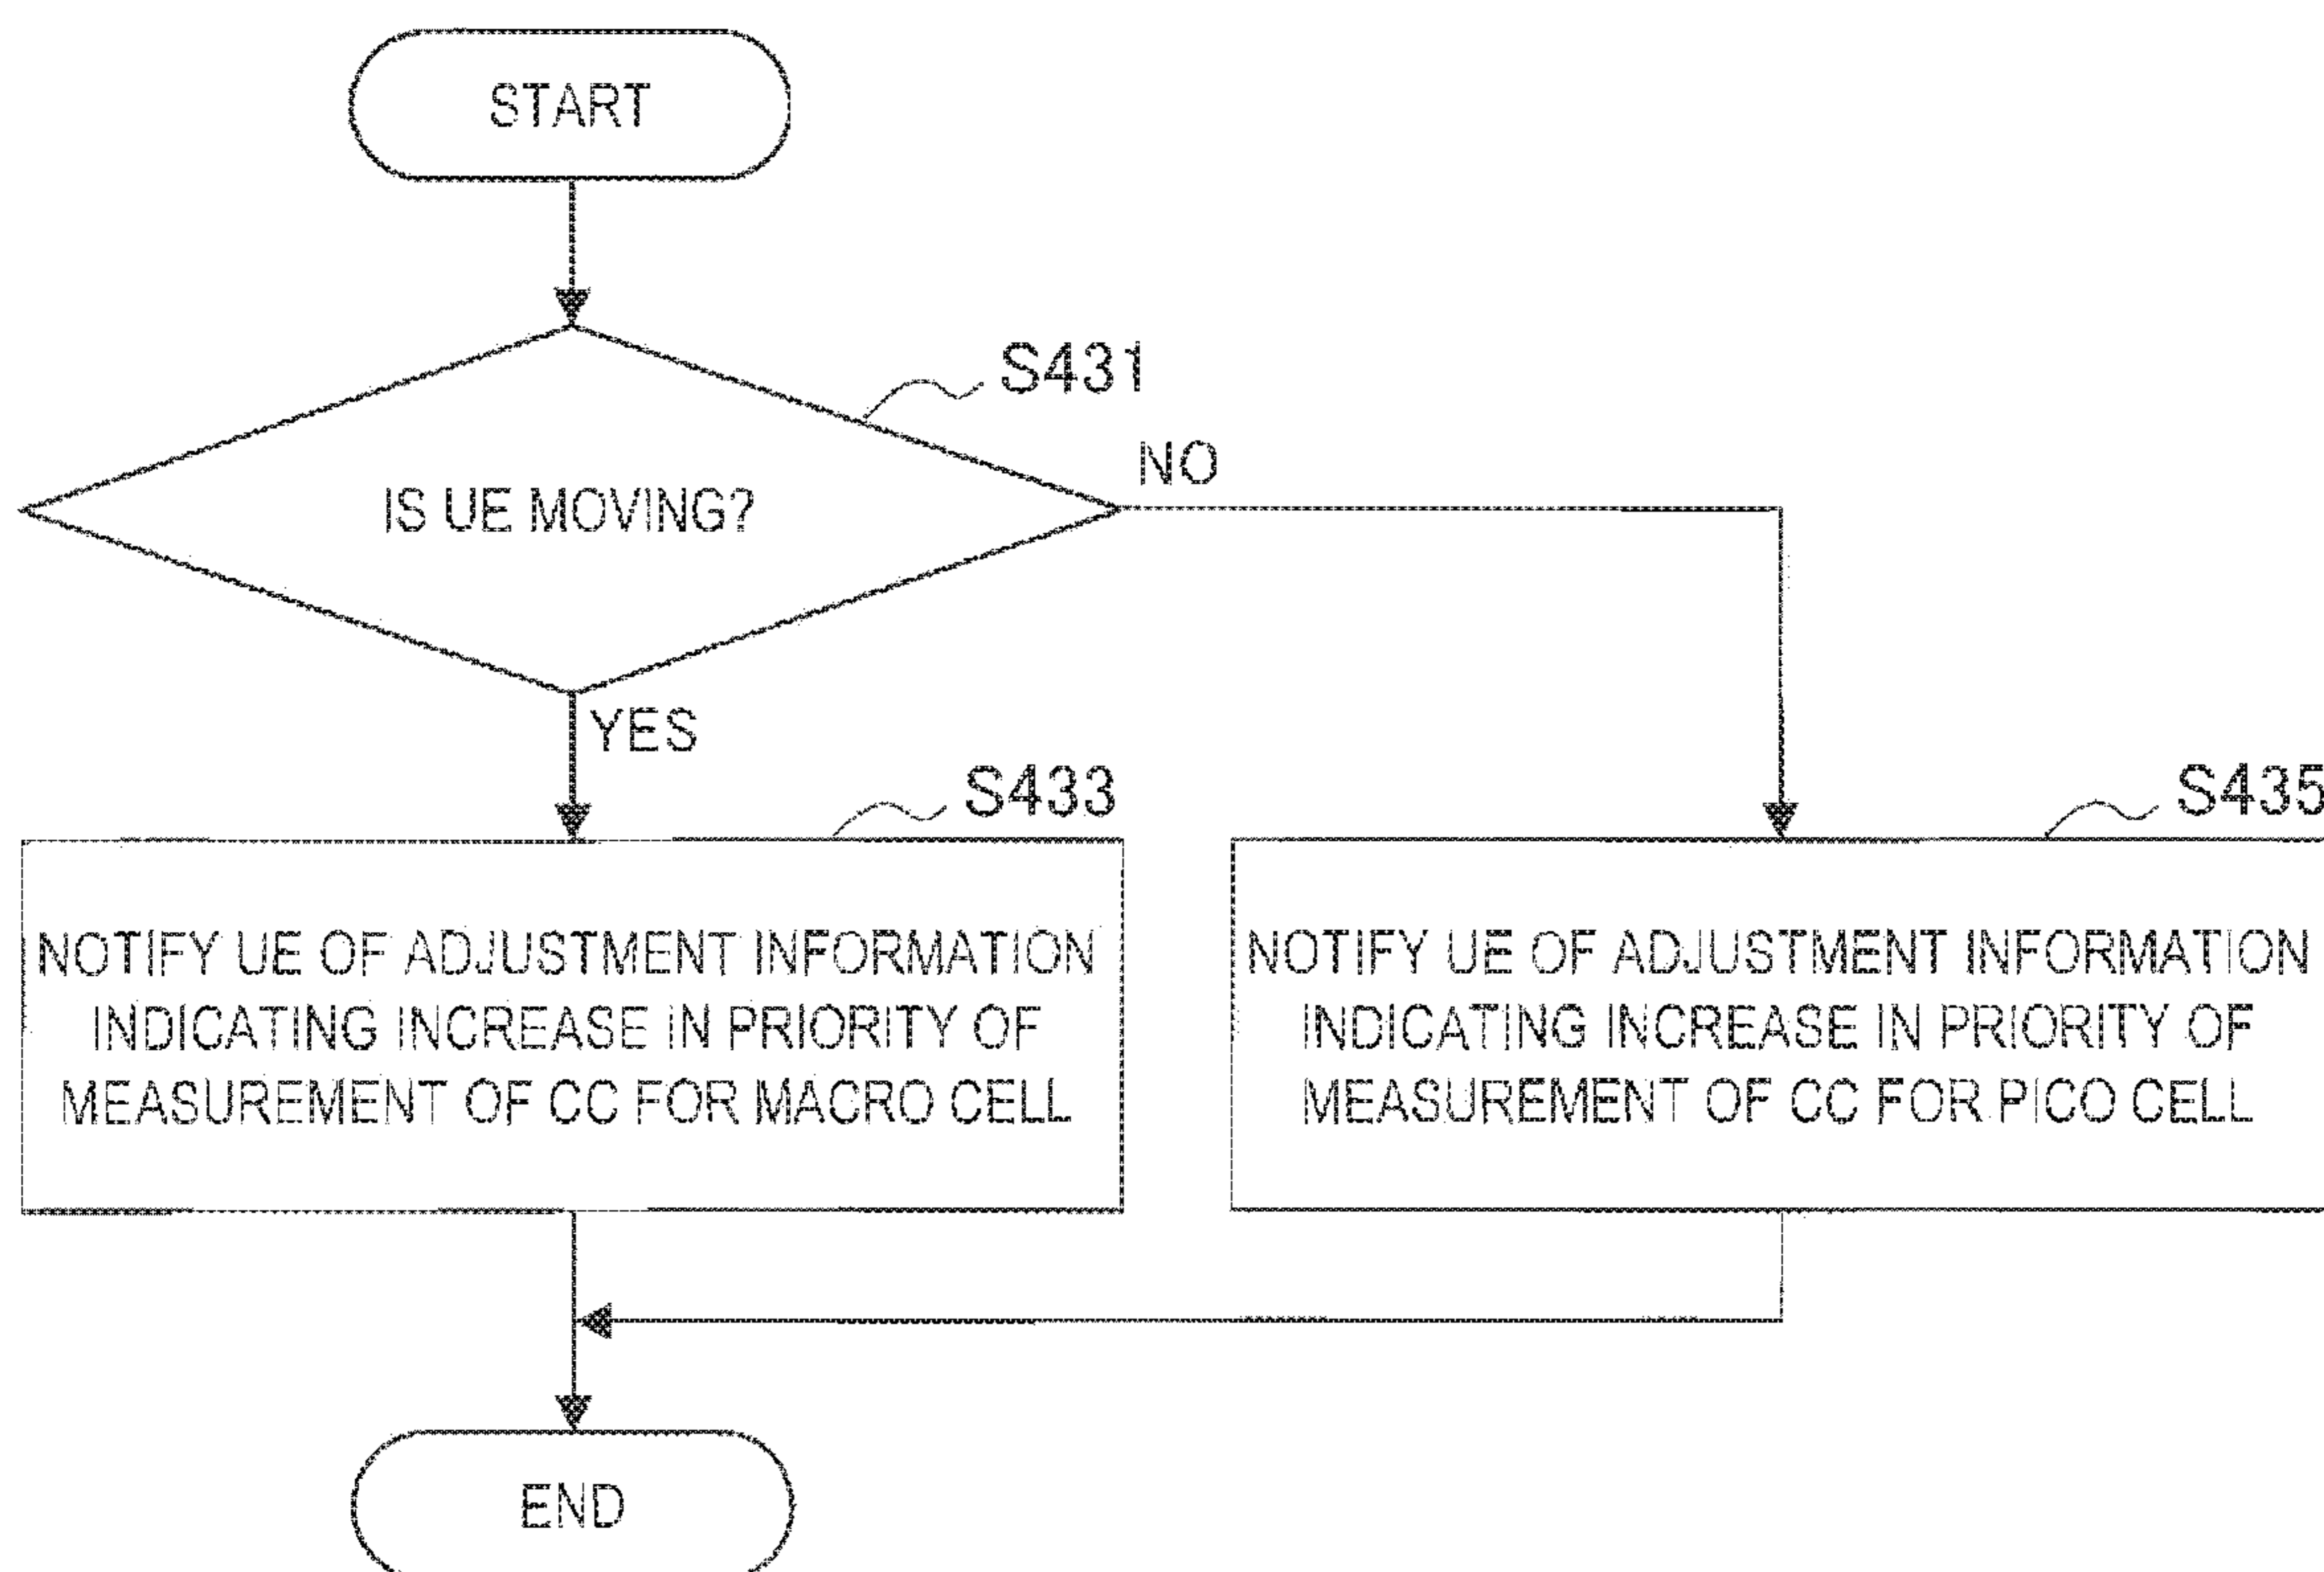 START
S431
NO
IS UE MOVING?
YES
S433
S435
NOTIFY UE OF ADJUSTMENT INFORMATION
INDICATING INCREASE IN PRIORITY OF
MEASUREMENT OF CC FOR MACRO CELL
NOTIFY UE OF ADJUSTMENT INFORMATION
INDICATING INCREASE IN PRIORITY OF
MEASUREMENT OF CC FOR PICO CELL
END